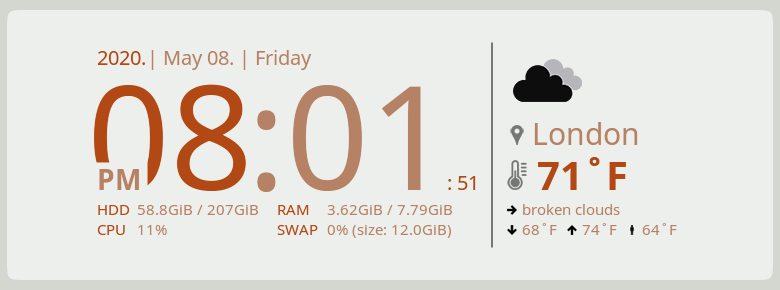 2020. | May 08. | Friday
08:01
PM
: 51
HDD 58.8GiB / 207GiB RAM 3.62GiB / 7.79GiB
CPU 11% SWAP 0% (size: 12.0GiB)
London
71˚F
broken clouds
68˚F 74˚F 64˚F